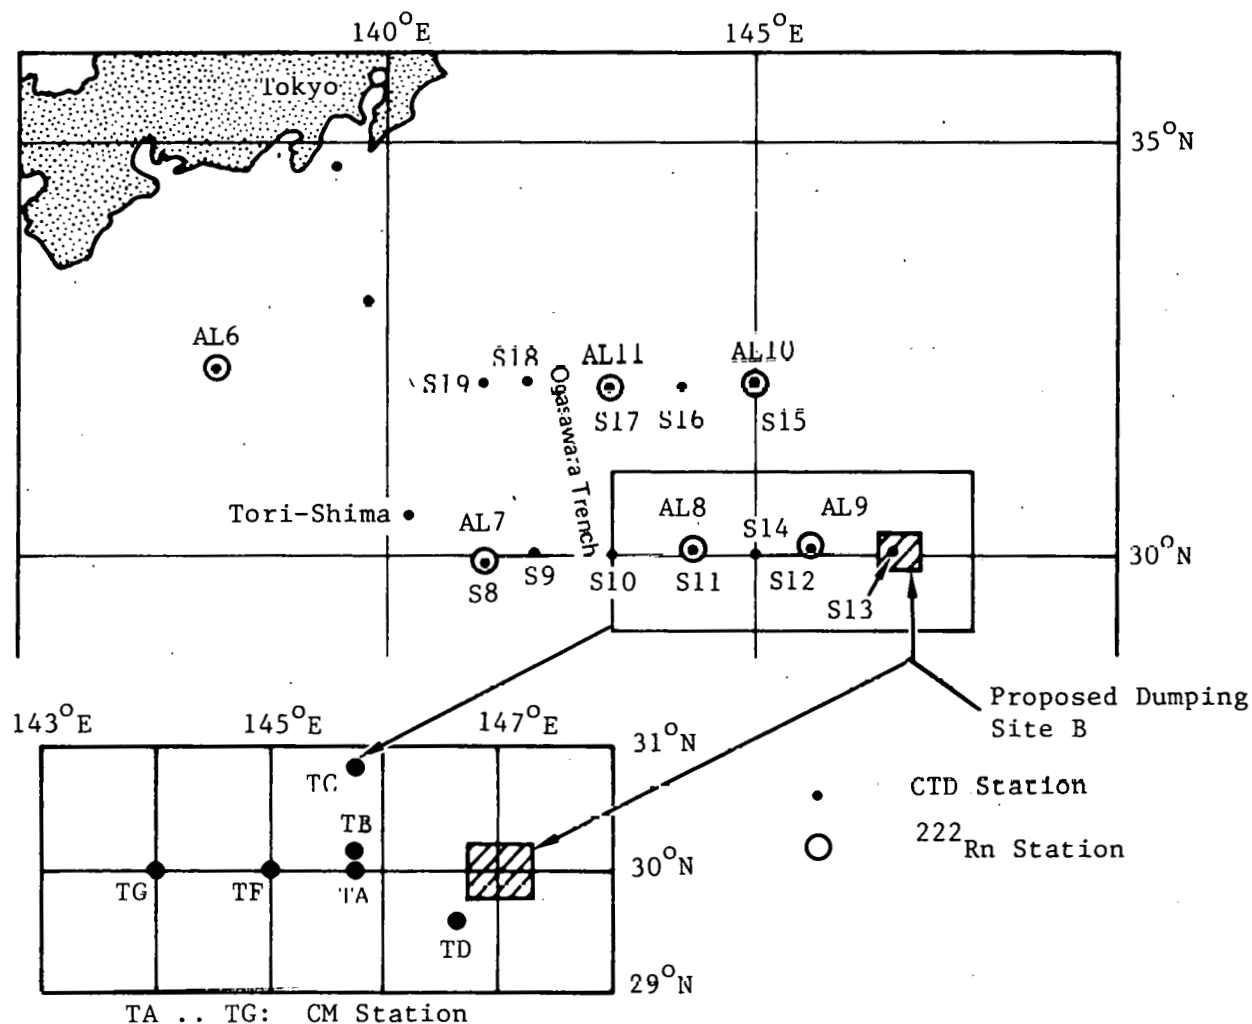 140°E
145°E
Tokyo
35°N
AL6
S18
AL11
AL10
S19
S17
S16
S15
Ogasawara Trench
Tori-Shima
AL7
AL8
AL9
S14
30°N
S8
S9
S10
S11
S12
S13
Proposed Dumping
Site B
143°E
145°E
147°E
31°N
TC
CTD Station
TB
222Rn Station
30°N
TG
TF
TA
TD
29°N
TA .. TG: CM Station